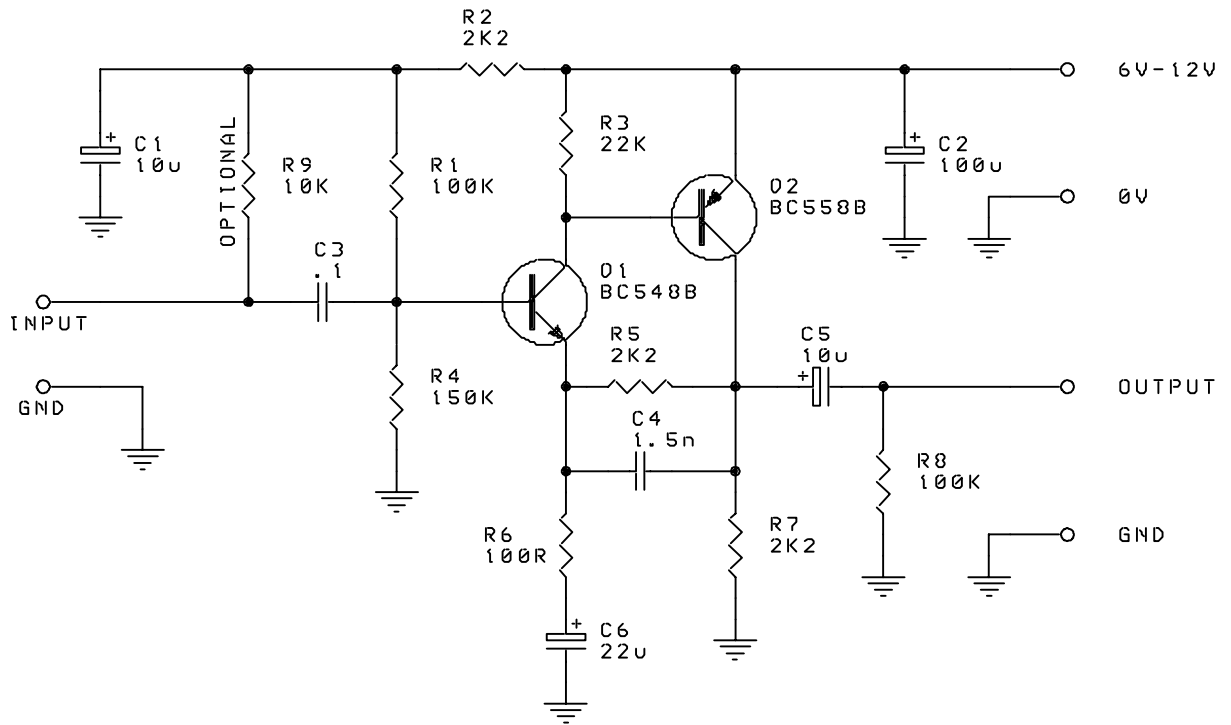 R2
2K2
6V-12V
C1
10u
OPTIONAL
R9
10K
R1
100K
R3
22K
Q2
BC558B
C2
100u
0V
C3
.1
Q1
BC548B
INPUT
GND
R4
150K
R5
2K2
C4
1.5n
C5
10u
OUTPUT
R8
100K
R6
100R
R7
2K2
GND
C6
22u